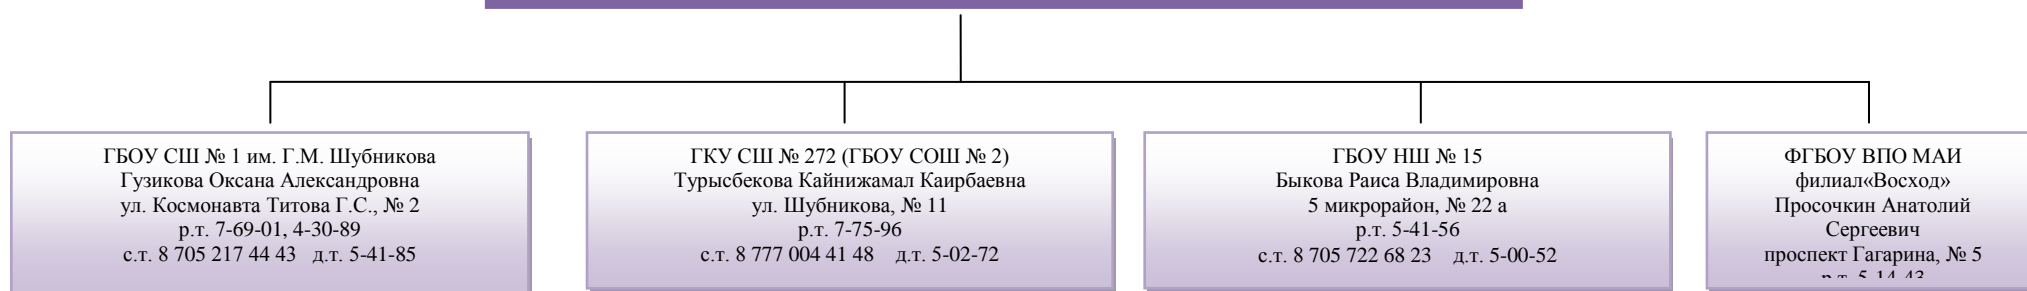 ГБОУ СШ № 1 им. Г.М. Шубникова
Гузикова Оксана Александровна
ул. Космонавта Титова Г.С., № 2
р.т. 7-69-01, 4-30-89
с.т. 8 705 217 44 43 д.т. 5-41-85
ГКУ СШ № 272 (ГБОУ СОШ № 2)
Турысбекова Кайнижамал Каирбаевна
ул. Шубникова, № 11
р.т. 7-75-96
с.т. 8 777 004 41 48 д.т. 5-02-72
ГБОУ НШ № 15
Быкова Раиса Владимировна
5 микрорайон, № 22 а
р.т. 5-41-56
с.т. 8 705 722 68 23 д.т. 5-00-52
ФГБОУ ВПО МАИ
филиал«Восход»
Просочкин Анатолий
Сергеевич
проспект Гагарина, № 5
р.т. 5-14-43